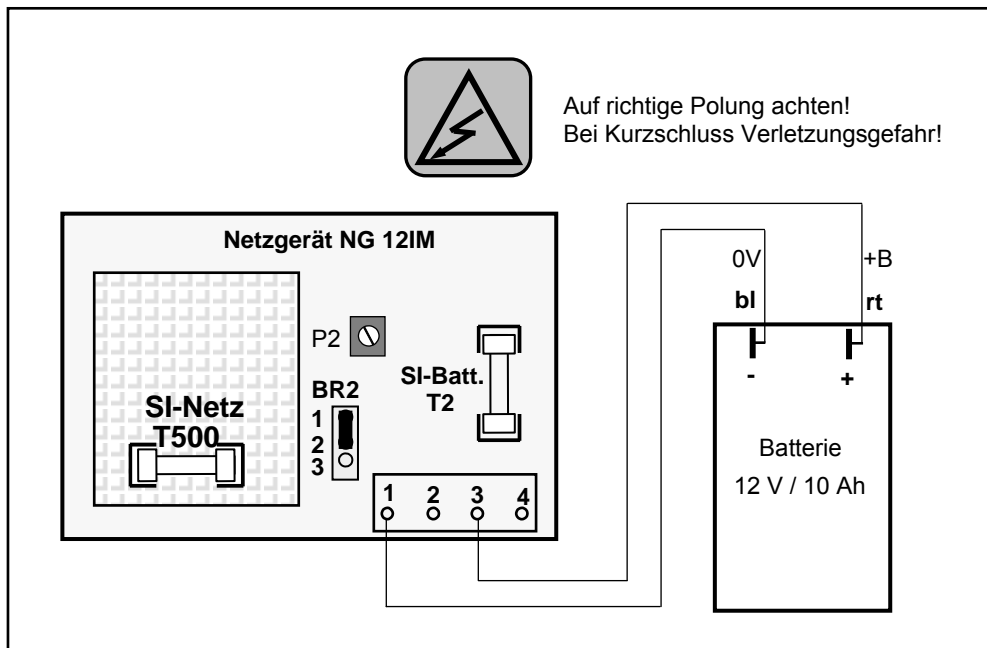 Auf richtige Polung achten!
Bei Kurzschluss Verletzungsgefahr!
Netzgerät NG 12IM
0V
+B
bl
rt
P2
SI-Batt.
T2
BR2
1
2
3
SI-Netz
T500
1 2 3 4
- +
Batterie
12 V / 10 Ah